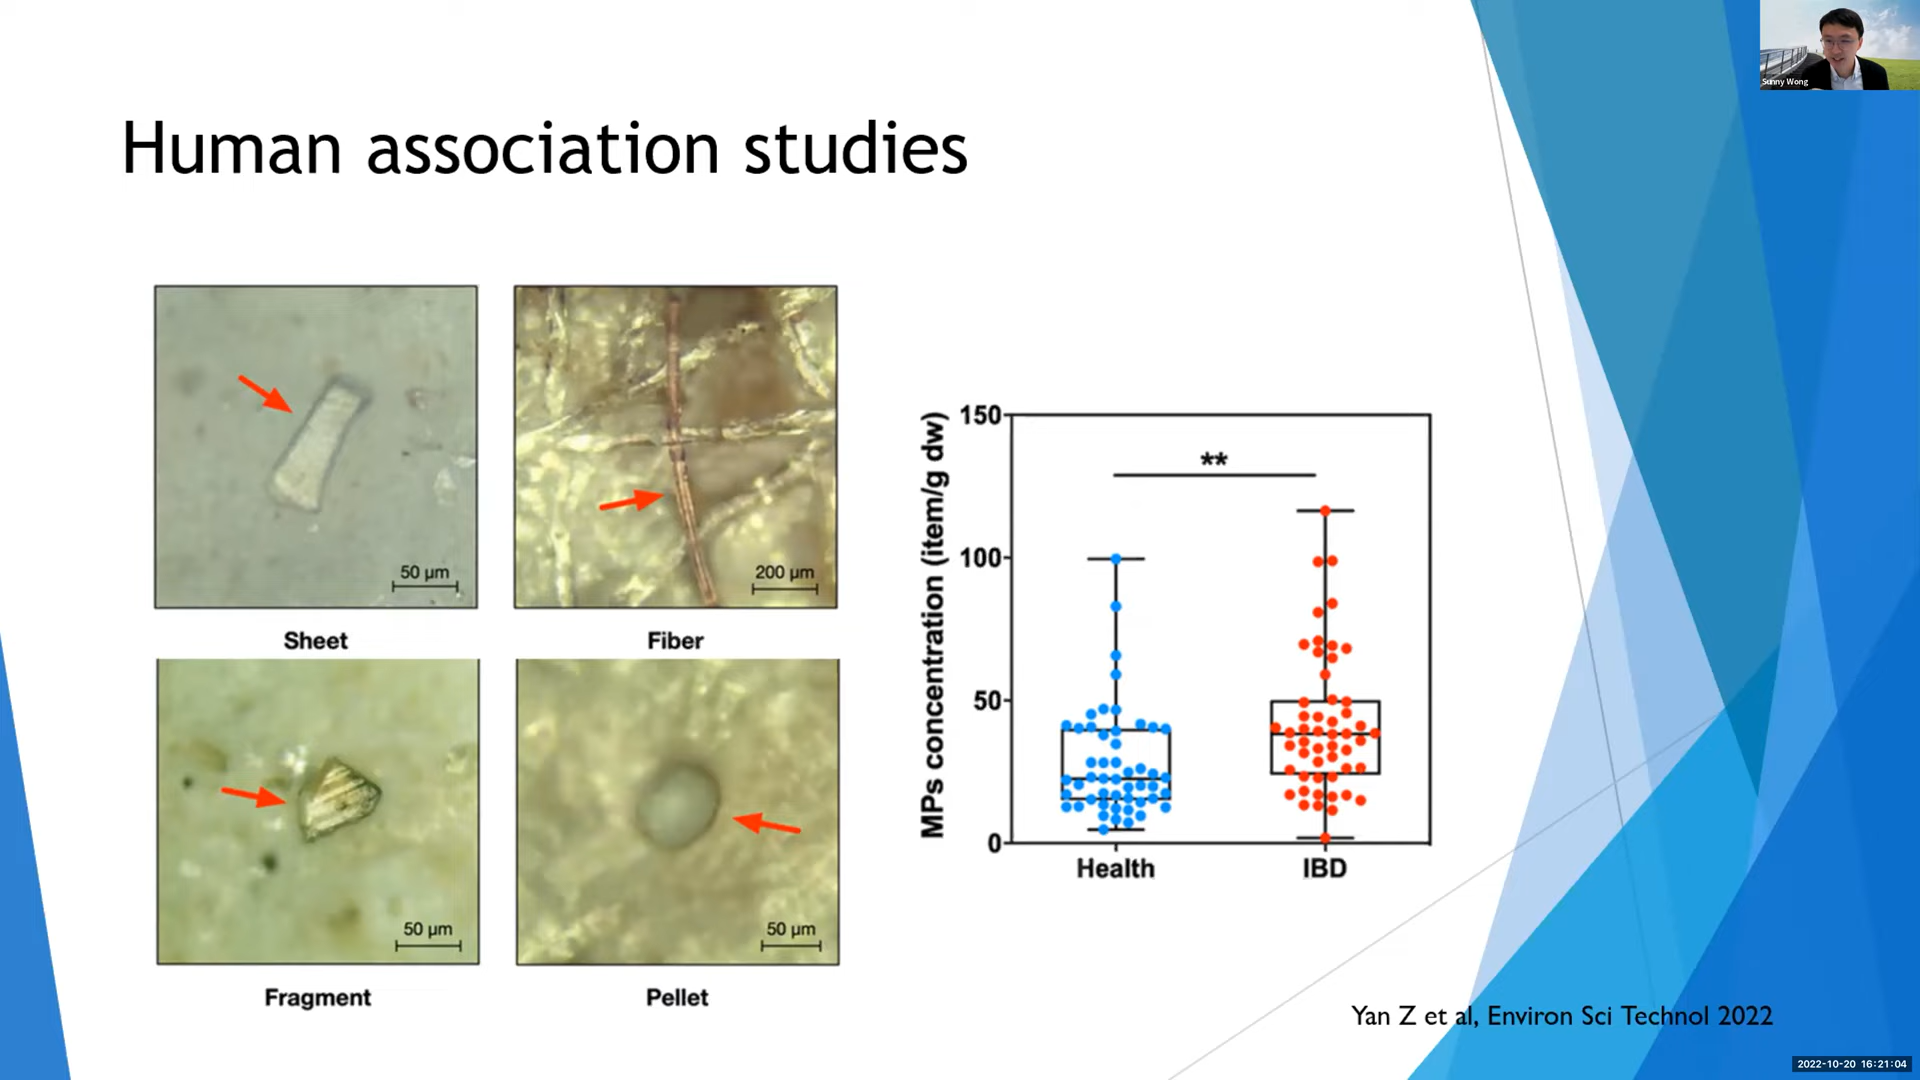 Sunny Wong
Human association studies
50 µm
200 µm
Sheet
Fiber
50 µm
50 µm
Fragment
Pellet
MPs concentration (item/g dw)
150
100
50
0
**
Health
IBD
Yan Z et al, Environ Sci Technol 2022
2022-10-20 16:21:04